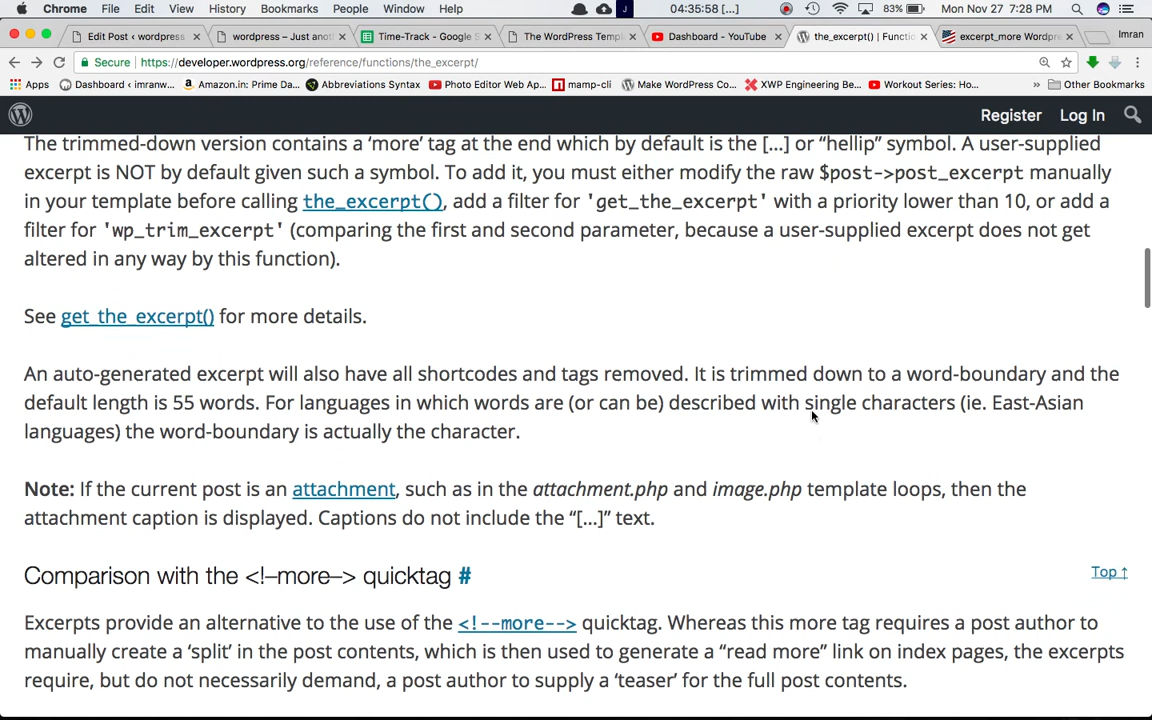 Chrome File Edit View History Bookmarks People Window Help J 04:35:58 [...] 83% Mon Nov 27 7:28 PM
Edit Post ‹ wordpress × wordpress – Just anot × Time-Track - Google S × The WordPress Templ × Dashboard - YouTube × the_excerpt() | Functio × excerpt_more Wordpre × Imran
Secure | https://developer.wordpress.org/reference/functions/the_excerpt/
Apps Dashboard ‹ imranw... Amazon.in: Prime Da... Abbreviations Syntax Photo Editor Web Ap... mamp-cli Make WordPress Co... XWP Engineering Be... Workout Series: Ho... » Other Bookmarks
Register Log In
The trimmed-down version contains a ‘more’ tag at the end which by default is the […] or “hellip” symbol. A user-supplied
excerpt is NOT by default given such a symbol. To add it, you must either modify the raw $post->post_excerpt manually
in your template before calling the_excerpt(), add a filter for 'get_the_excerpt' with a priority lower than 10, or add a
filter for 'wp_trim_excerpt' (comparing the first and second parameter, because a user-supplied excerpt does not get
altered in any way by this function).
See get_the_excerpt() for more details.
An auto-generated excerpt will also have all shortcodes and tags removed. It is trimmed down to a word-boundary and the
default length is 55 words. For languages in which words are (or can be) described with single characters (ie. East-Asian
languages) the word-boundary is actually the character.
Note: If the current post is an attachment, such as in the attachment.php and image.php template loops, then the
attachment caption is displayed. Captions do not include the “[…]” text.
Comparison with the <!–more–> quicktag #
Top ↑
Excerpts provide an alternative to the use of the <!--more--> quicktag. Whereas this more tag requires a post author to
manually create a ‘split’ in the post contents, which is then used to generate a “read more” link on index pages, the excerpts
require, but do not necessarily demand, a post author to supply a ‘teaser’ for the full post contents.